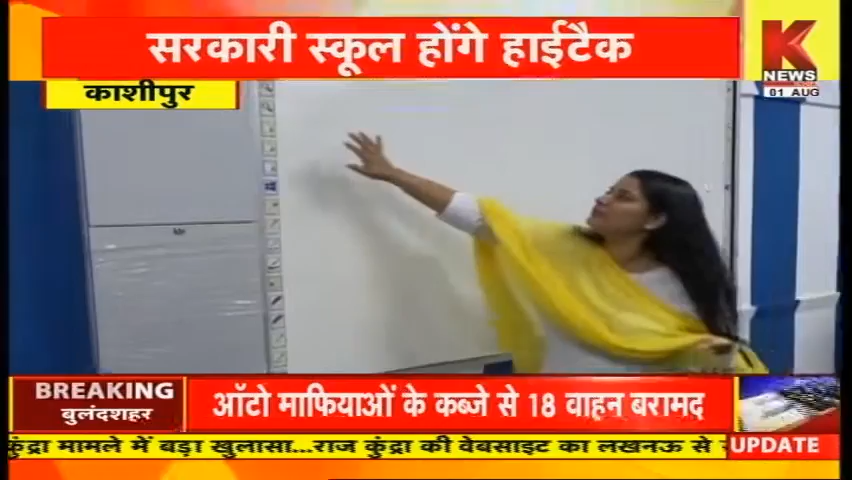 सरकारी स्कूल होंगे हाईटैक
K
NEWS
01 AUG
काशीपुर
BREAKING
बुलंदशहर
ऑटो माफियाओं के कब्जे से 18 वाहन बरामद
कुंद्रा मामले में बड़ा खुलासा...राज कुंद्रा की वेबसाइट का लखनऊ से
UPDATE